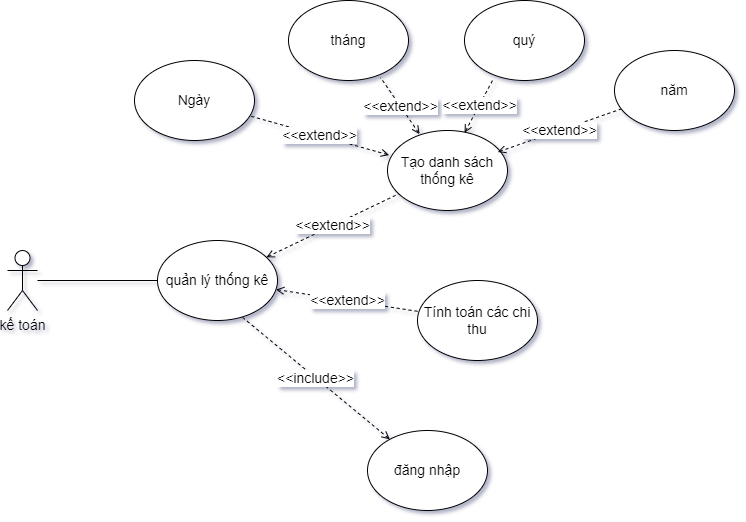 tháng
quý
năm
Ngày
<<extend>>
<<extend>>
<<extend>>
<<extend>>
Tạo danh sách
thống kê
<<extend>>
quản lý thống kê
<<extend>>
Tính toán các chi
thu
kế toán
<<include>>
đăng nhập